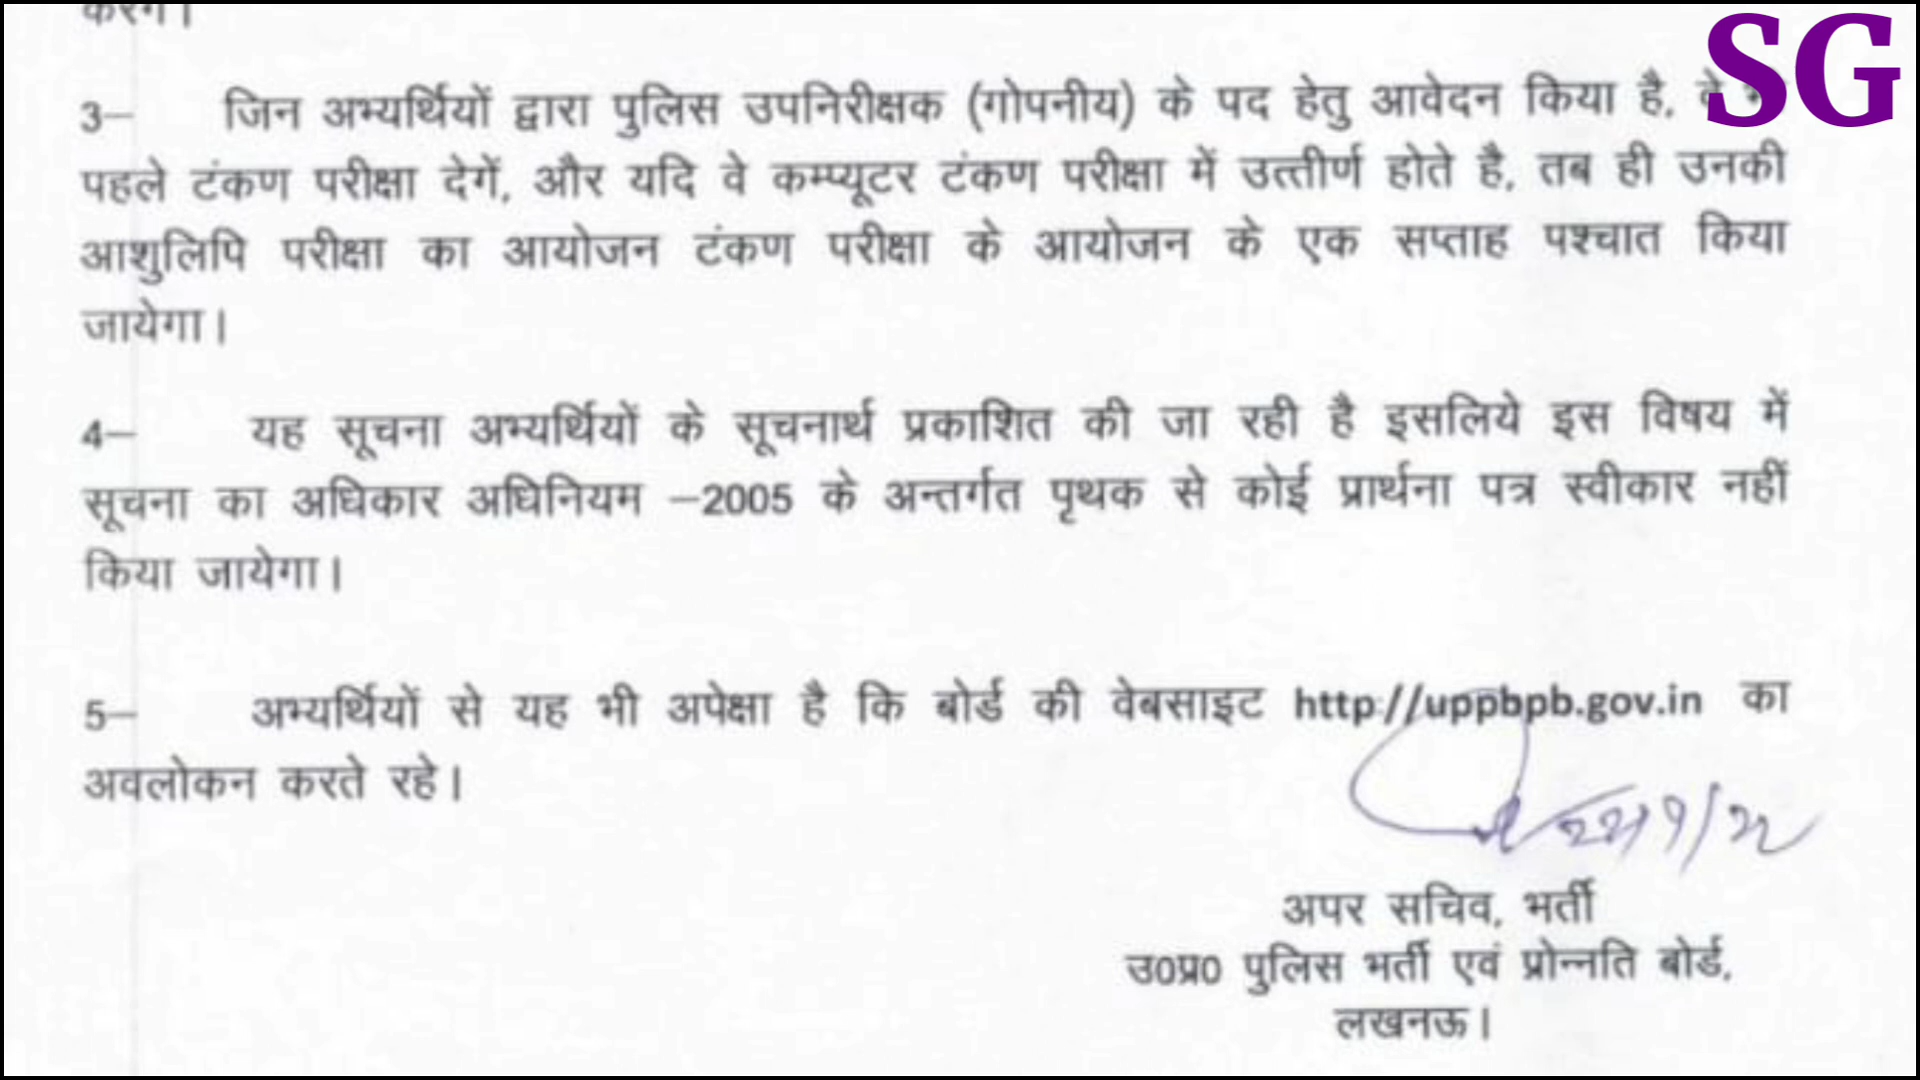 करेंगे।
SG
3— जिन अभ्यर्थियों द्वारा पुलिस उपनिरीक्षक (गोपनीय) के पद हेतु आवेदन किया है, वे
पहले टंकण परीक्षा देगें, और यदि वे कम्प्यूटर टंकण परीक्षा में उत्तीर्ण होते है, तब ही उनकी
आशुलिपि परीक्षा का आयोजन टंकण परीक्षा के आयोजन के एक सप्ताह पश्चात किया
जायेगा।
4— यह सूचना अभ्यर्थियों के सूचनार्थ प्रकाशित की जा रही है इसलिये इस विषय में
सूचना का अधिकार अधिनियम —2005 के अन्तर्गत पृथक से कोई प्रार्थना पत्र स्वीकार नहीं
किया जायेगा।
5— अभ्यर्थियों से यह भी अपेक्षा है कि बोर्ड की वेबसाइट http://uppbpb.gov.in का
अवलोकन करते रहे।
अपर सचिव, भर्ती
उ0प्र0 पुलिस भर्ती एवं प्रोन्नति बोर्ड,
लखनऊ।